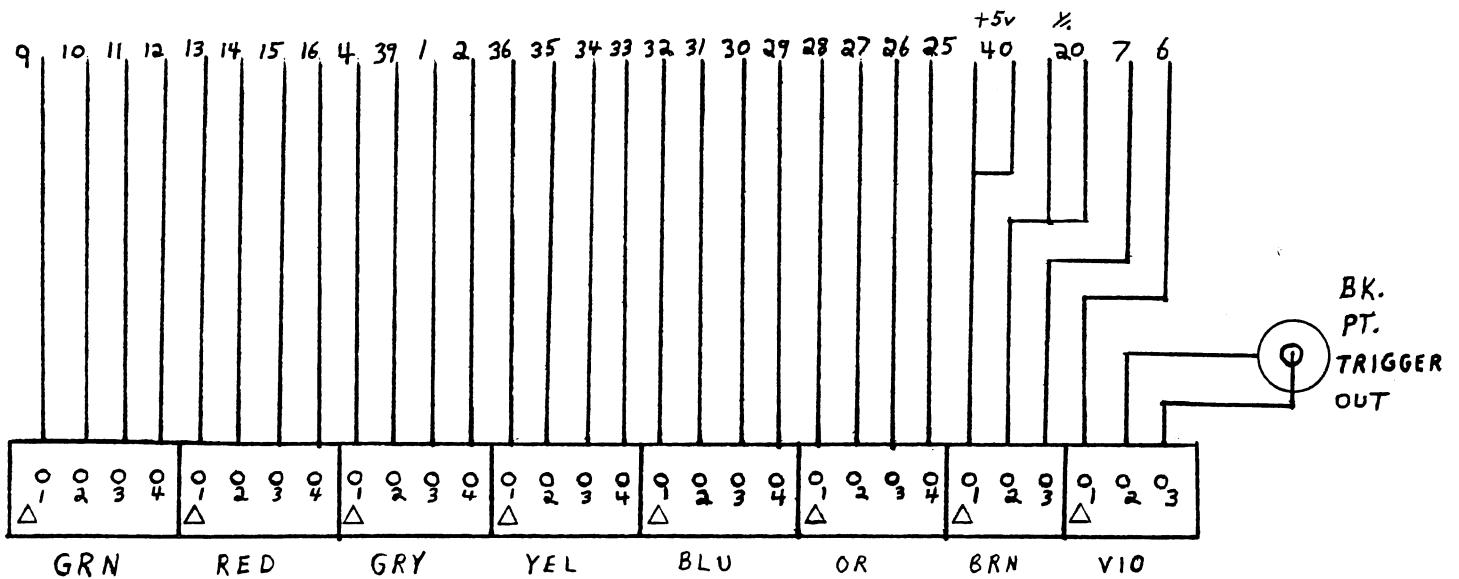 +5v
9 10 11 12 13 14 15 16 4 39 1 2 36 35 34 33 32 31 30 29 28 27 26 25 40 20 7 6
BK.
PT.
TRIGGER
OUT
1 2 3 4 1 2 3 4 1 2 3 4 1 2 3 4 1 2 3 4 1 2 3 4 1 2 3 1 2 3
GRN RED GRY YEL BLU OR BRN VIO